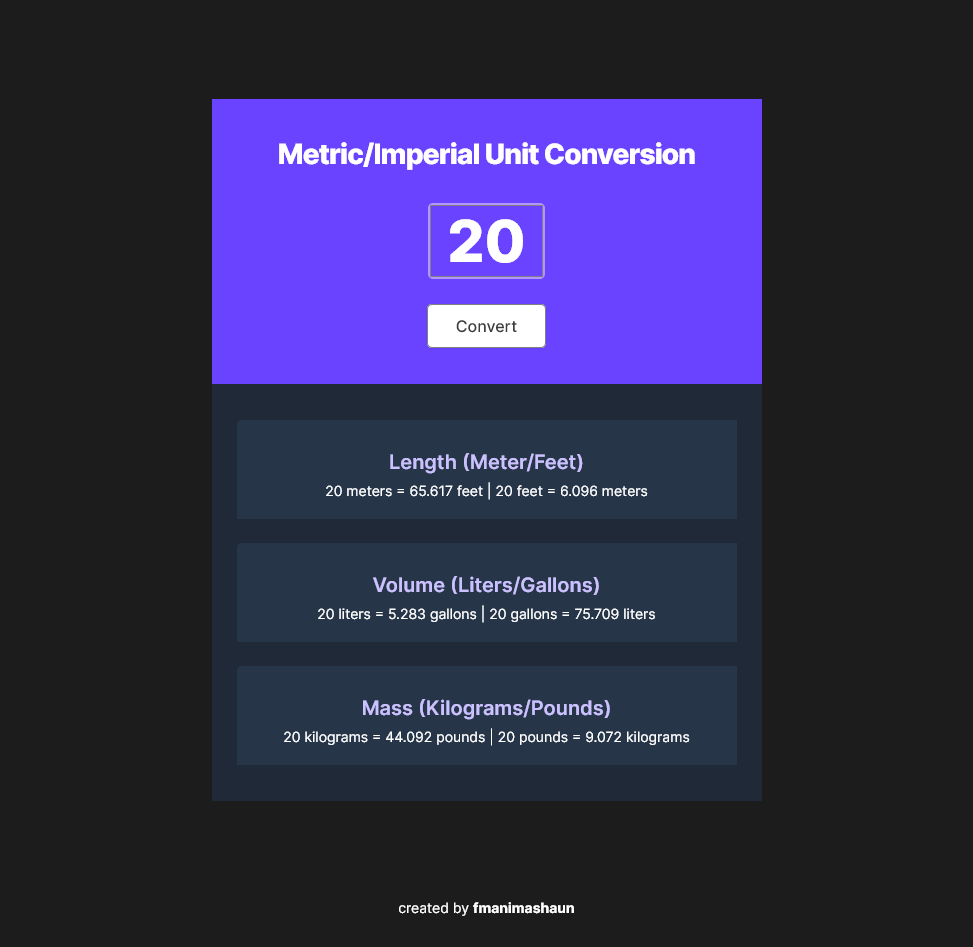 Metric/Imperial Unit Conversion
20
Convert
Length (Meter/Feet)
20 meters = 65.617 feet | 20 feet = 6.096 meters
Volume (Liters/Gallons)
20 liters = 5.283 gallons | 20 gallons = 75.709 liters
Mass (Kilograms/Pounds)
20 kilograms = 44.092 pounds | 20 pounds = 9.072 kilograms
created by fmanimashaun